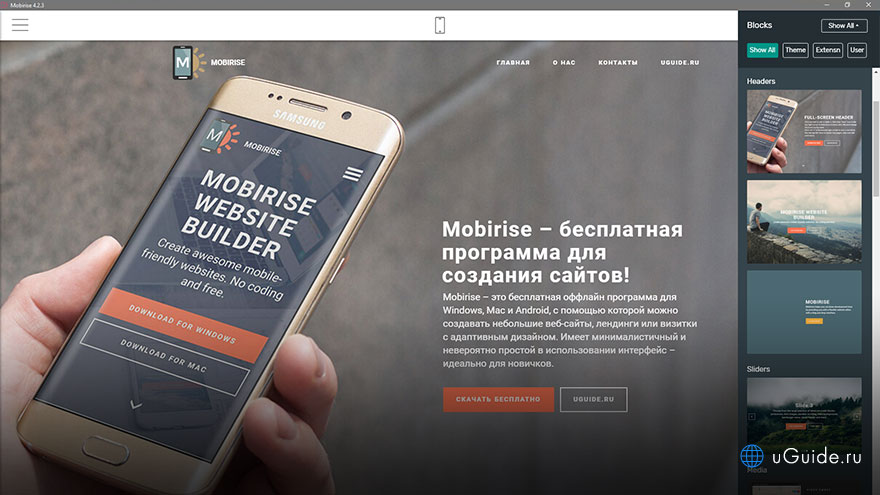 Mobirise 4.2.3
Blocks
Show All
Show All
Theme
Extensn
User
MOBIRISE
ГЛАВНАЯ
О НАС
КОНТАКТЫ
UGUIDE.RU
SAMSUNG
M
MOBIRISE
MOBIRISE
WEBSITE
BUILDER
Create awesome mobile-
friendly websites. No coding
and free.
DOWNLOAD FOR WINDOWS
DOWNLOAD FOR MAC
Mobirise – бесплатная
программа для
создания сайтов!
Mobirise – это бесплатная оффлайн программа для
Windows, Mac и Android, с помощью которой можно
создавать небольшие веб-сайты, лендинги или визитки
с адаптивным дизайном. Имеет минималистичный и
невероятно простой в использовании интерфейс –
идеально для новичков.
СКАЧАТЬ БЕСПЛАТНО
UGUIDE.RU
Headers
FULL-SCREEN HEADER
MOBIRISE WEBSITE
BUILDER
MOBIRISE
Sliders
Media
uGuide.ru